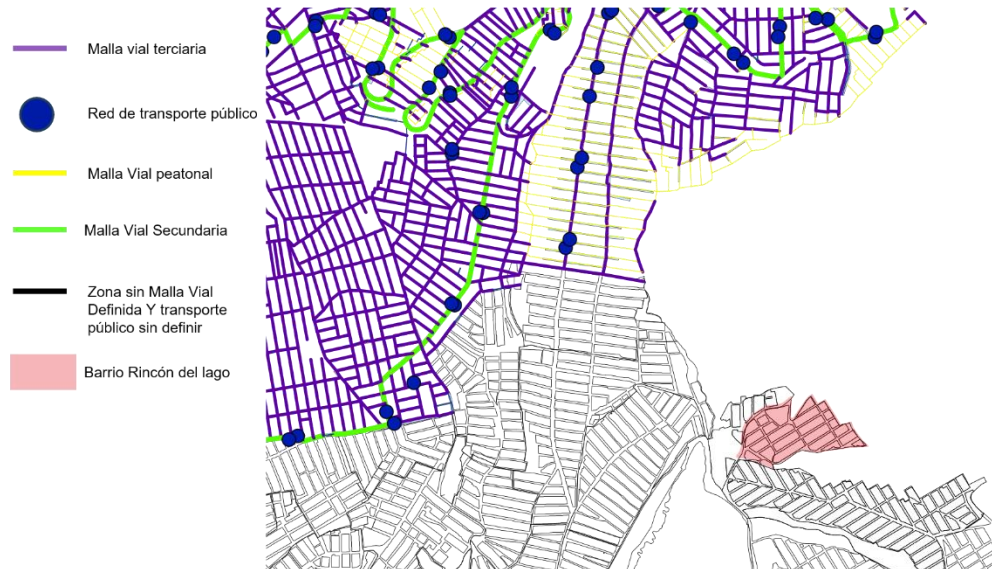 Malla vial terciaria
Red de transporte público
Malla Vial peatonal
Malla Vial Secundaria
Zona sin Malla Vial
Definida Y transporte
público sin definir
Barrio Rincón del lago